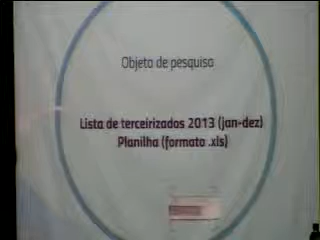 Objeto de pesquisa
Lista de terceirizados 2013 (jan-dez)
Planilha (formato .xls)